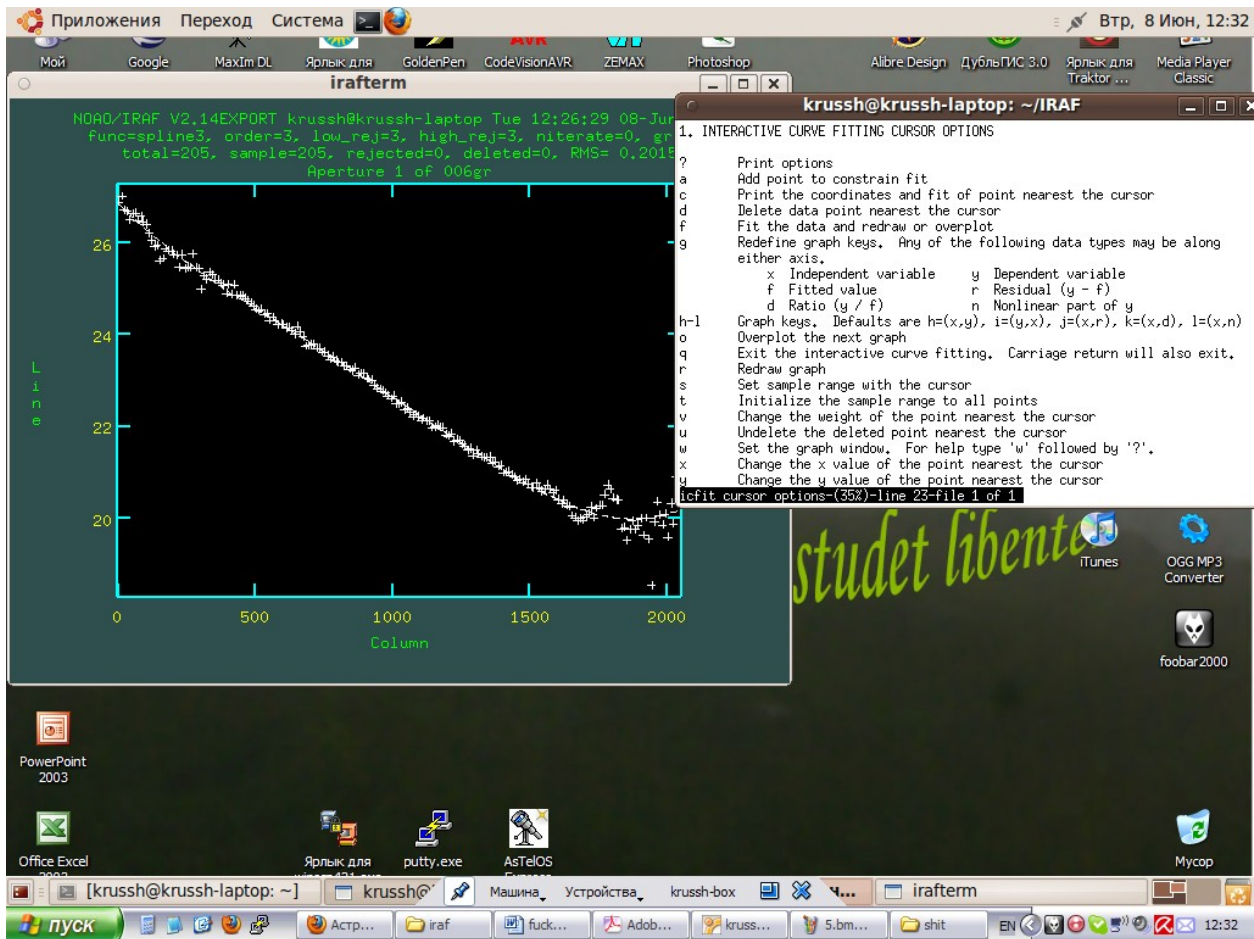 Приложения Переход Система
Втр, 8 Июн, 12:32
Мой
Google
MaxIm DL
Ярлык для
GoldenPen
CodeVisionAVR
ZEMAX
Photoshop
Alibre Design
ДубльГИС 3.0
Ярлык для Traktor ...
Media Player Classic
irafterm
NOAO/IRAF V2.14EXPORT krussh@krussh-laptop Tue 12:26:29 08-Jun
func=spline3, order=3, low_rej=3, high_rej=3, niterate=0, gr
total=205, sample=205, rejected=0, deleted=0, RMS= 0.2015
Aperture 1 of 006gr
26
24
22
20
Line
0 500 1000 1500 2000
Column
krussh@krussh-laptop: ~/IRAF
1. INTERACTIVE CURVE FITTING CURSOR OPTIONS
? Print options
a Add point to constrain fit
c Print the coordinates and fit of point nearest the cursor
d Delete data point nearest the cursor
f Fit the data and redraw or overplot
g Redefine graph keys. Any of the following data types may be along
either axis.
x Independent variable y Dependent variable
f Fitted value r Residual (y - f)
d Ratio (y / f) n Nonlinear part of y
h-l Graph keys. Defaults are h=(x,y), i=(y,x), j=(x,r), k=(x,d), l=(x,n)
o Overplot the next graph
q Exit the interactive curve fitting. Carriage return will also exit.
r Redraw graph
s Set sample range with the cursor
t Initialize the sample range to all points
v Change the weight of the point nearest the cursor
u Undelete the deleted point nearest the cursor
w Set the graph window. For help type 'w' followed by '?'.
x Change the x value of the point nearest the cursor
y Change the y value of the point nearest the cursor
icfit cursor options-(35%)-line 23-file 1 of 1
studet libente
iTunes
OGG MP3
Converter
foobar2000
PowerPoint
2003
Office Excel
Ярлык для
putty.exe
AsTelOS
Мусор
[krussh@krussh-laptop: ~]
krussh@
Машина
Устройства
krussh-box
irafterm
пуск
Астр...
iraf
fuck...
Adob...
kruss...
5.bm...
shit
EN
12:32